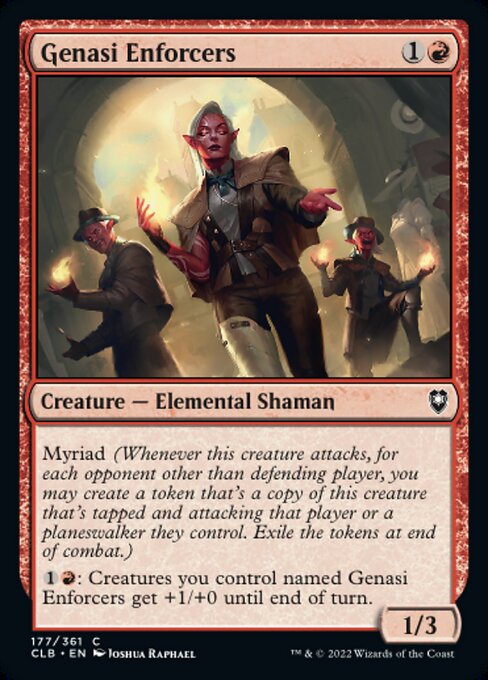 Genasi Enforcers 1
Creature — Elemental Shaman
Myriad (Whenever this creature attacks, for
each opponent other than defending player, you
may create a token that's a copy of this creature
that's tapped and attacking that player or a
planeswalker they control. Exile the tokens at end
of combat.)
1 : Creatures you control named Genasi
Enforcers get +1/+0 until end of turn.
1/3
177/361 C
CLB • EN Joshua Raphael
™ & © 2022 Wizards of the Coast